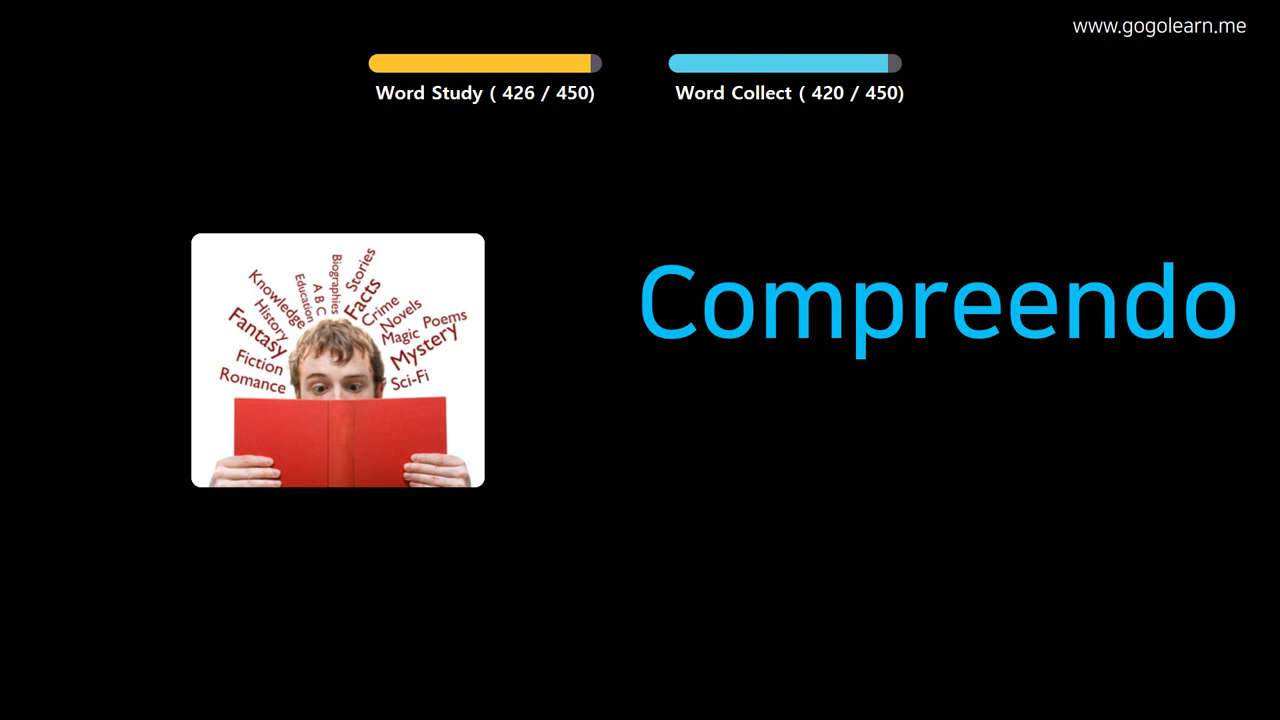 www.gogolearn.me
Word Study ( 426 / 450)
Word Collect ( 420 / 450)
Compreendo
Stories
Biographies
Facts
A B C
Education
Crime
Knowledge
Novels
History
Poems
Magic
Fantasy
Mystery
Fiction
Sci-Fi
Romance